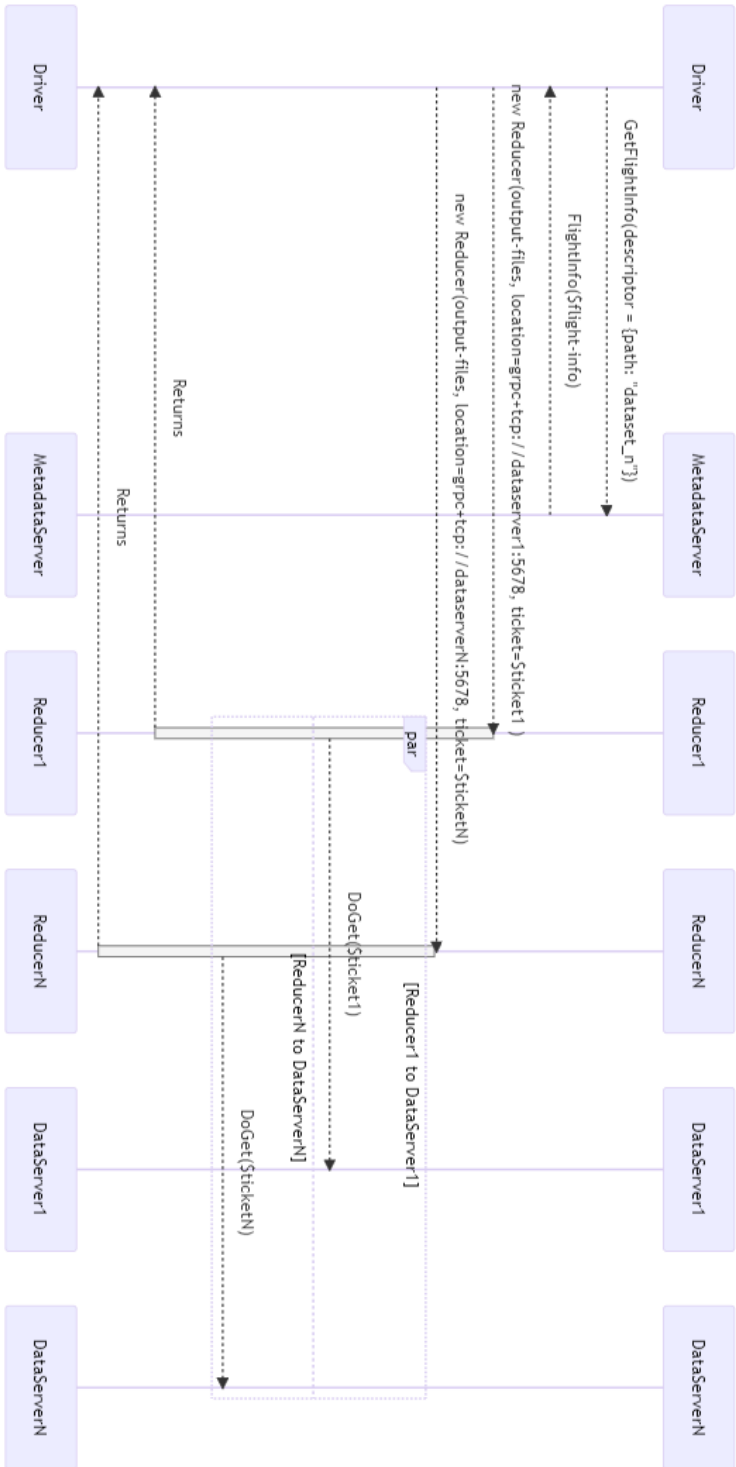 Driver
MetadataServer
Reducer1
ReducerN
DataServer1
DataServerN
GetFlightInfo(descriptor = {path: "dataset_n"})
FlightInfo($flight-info)
new Reducer(output-files, location=grpc+tcp://dataserver1:5678, ticket=$ticket1 )
new Reducer(output-files, location=grpc+tcp://dataserverN:5678, ticket=$ticketN)
par
[Reducer1 to DataServer1]
DoGet($ticket1)
[ReducerN to DataServerN]
DoGet($ticketN)
Returns
Returns
Driver
MetadataServer
Reducer1
ReducerN
DataServer1
DataServerN